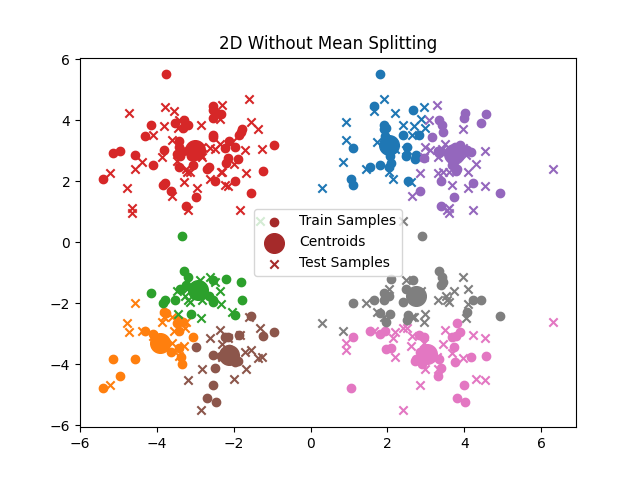 2D Without Mean Splitting
6
4
2
0
−2
−4
−6
Train Samples
Centroids
Test Samples
−6 −4 −2 0 2 4 6